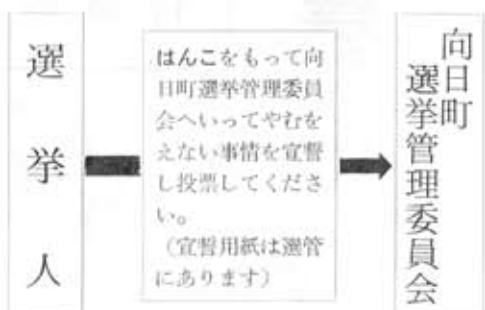 選挙人
はんこをもって向
日町選挙管理委員
会へいってやむを
えない事情を宣誓
し投票してくださ
い。
（宣誓用紙は選管
にあります）
向日町
選挙管理委員会